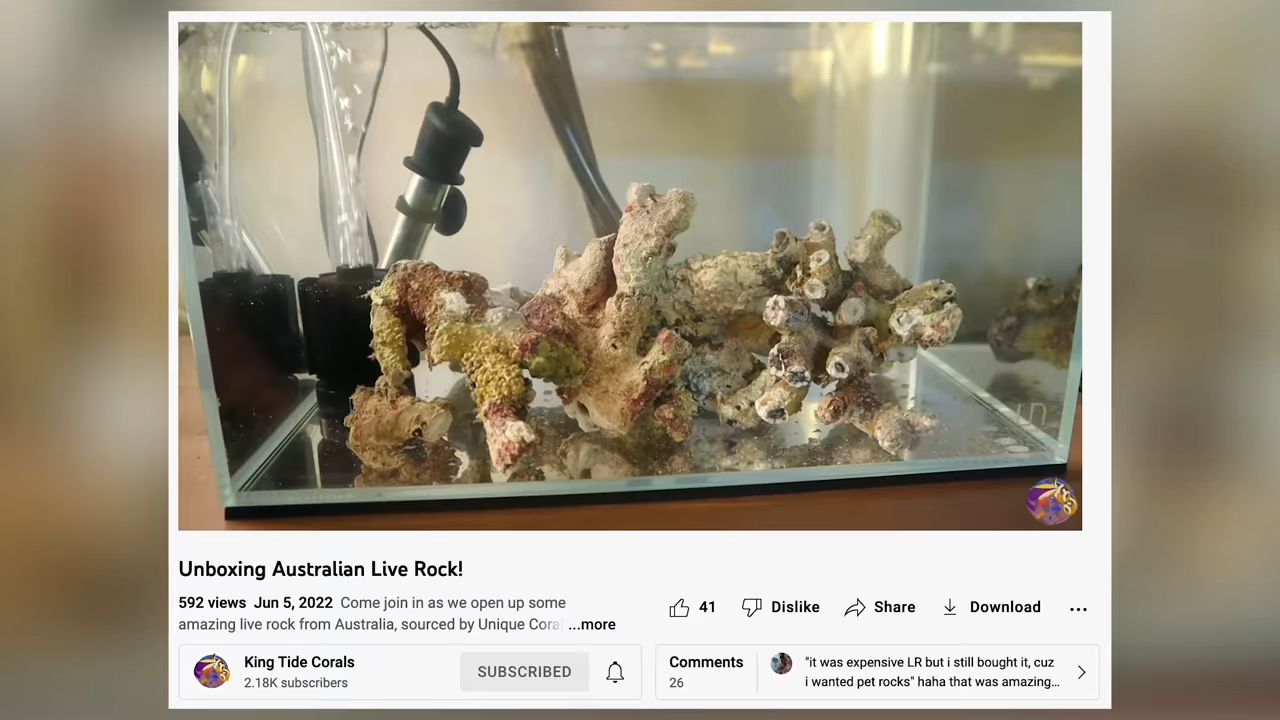 Unboxing Australian Live Rock!
592 views Jun 5, 2022 Come join in as we open up some
amazing live rock from Australia, sourced by Unique Cora ...more
41 Dislike Share Download
King Tide Corals
2.18K subscribers
SUBSCRIBED
Comments
26
"it was expensive LR but i still bought it, cuz
i wanted pet rocks" haha that was amazing...